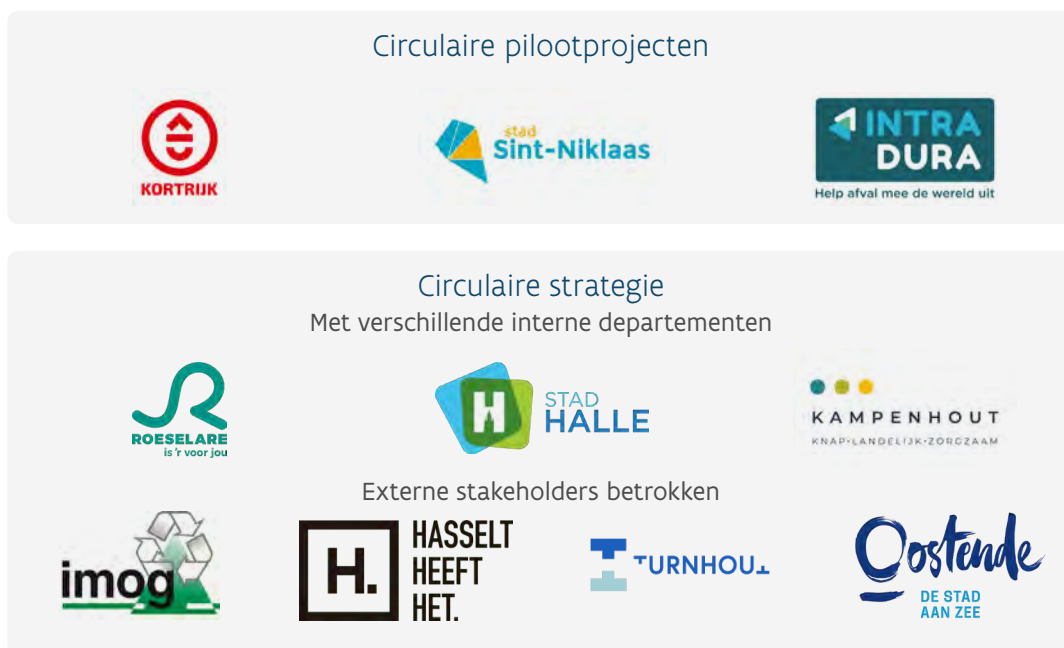 Circulaire pilootprojecten
KORTRIJK
stad
Sint-Niklaas
INTRA
DURA
Help afval mee de wereld uit
Circulaire strategie
Met verschillende interne departementen
R
ROESELARE
is 'r voor jou
H
STAD
HALLE
KAMPENHOUT
KNAP•LANDELIJK•ZORGZAAM
Externe stakeholders betrokken
imog
H.
HASSELT
HEEFT
HET.
T
TURNHOUT
Oostende
DE STAD
AAN ZEE